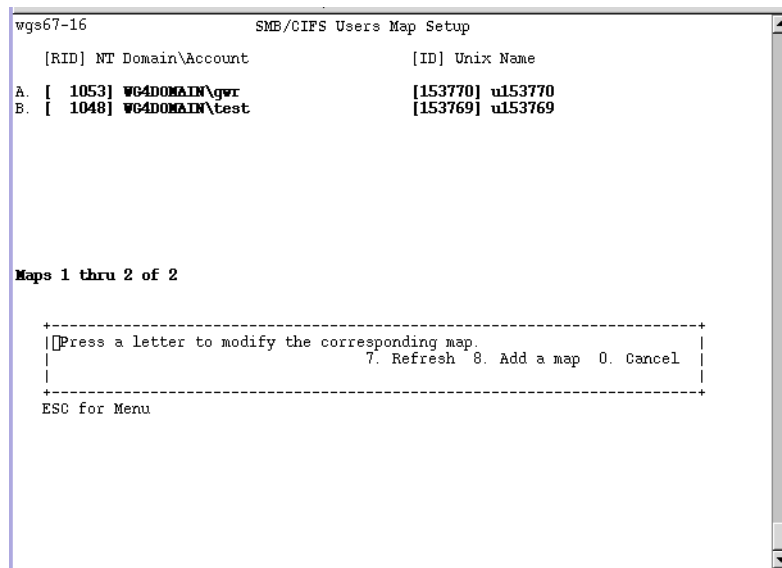 wgs67-16 SMB/CIFS Users Map Setup
[RID] NT Domain\Account [ID] Unix Name
A. [ 1053] WG4DOMAIN\gwr [153770] u153770
B. [ 1048] WG4DOMAIN\test [153769] u153769
Maps 1 thru 2 of 2
Press a letter to modify the corresponding map.
7. Refresh 8. Add a map 0. Cancel
ESC for Menu